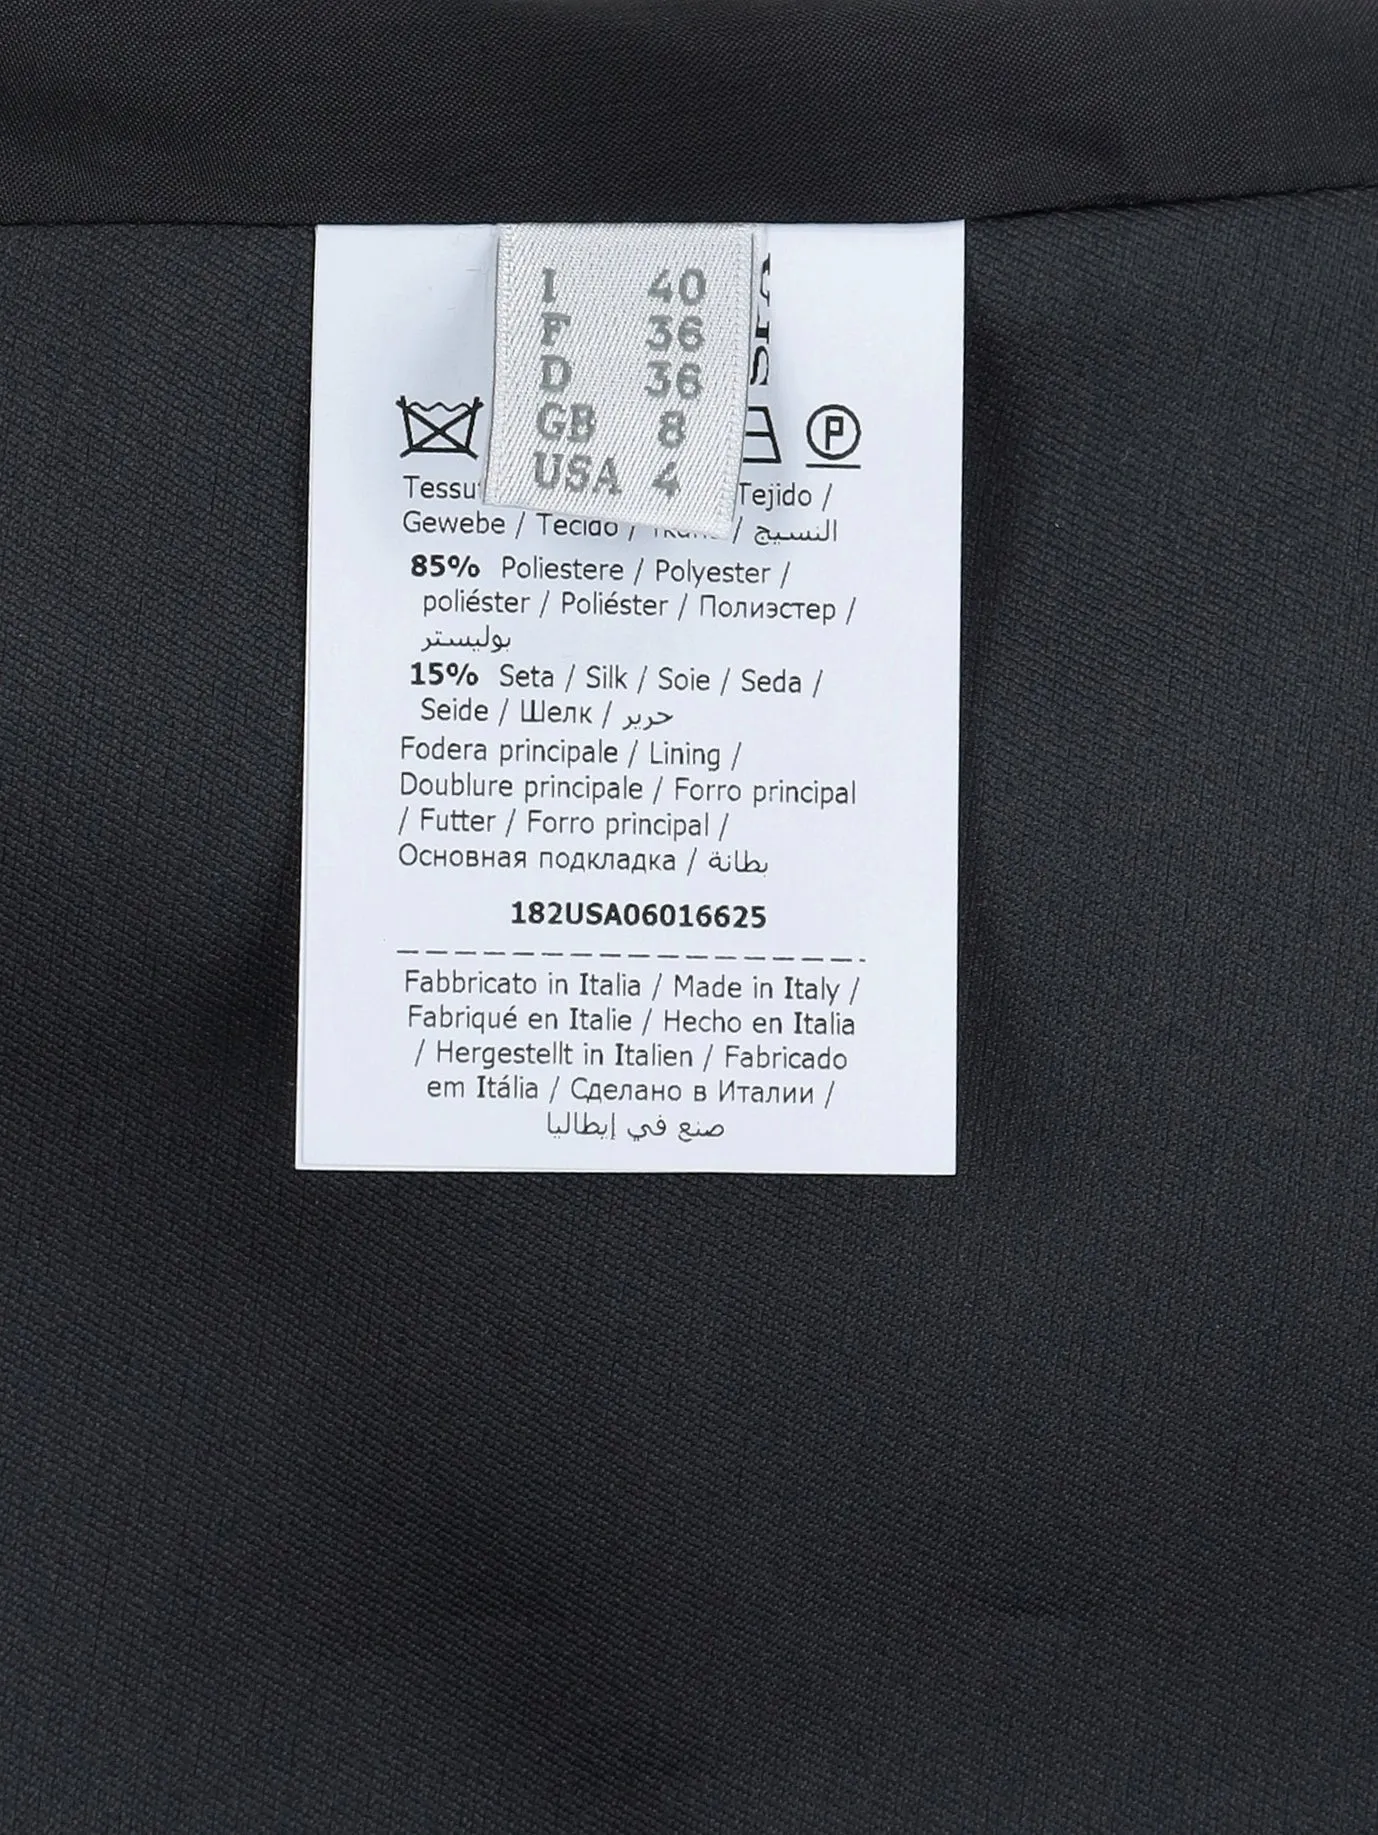 I 40
F 36
D 36
GB 8
USA 4
P
Tejido /
Gewebe / Tecido / / النسيج
85% Poliestere / Polyester /
poliéster / Poliéster / Полиэстер /
بوليستر
15% Seta / Silk / Soie / Seda /
Seide / Шелк / حرير
Fodera principale / Lining /
Doublure principale / Forro principal
/ Futter / Forro principal /
Основная подкладка / بطانة
182USA06016625
Fabbricato in Italia / Made in Italy /
Fabriqué en Italie / Hecho en Italia
/ Hergestellt in Italien / Fabricado
em Itália / Сделано в Италии /
صنع في إيطاليا